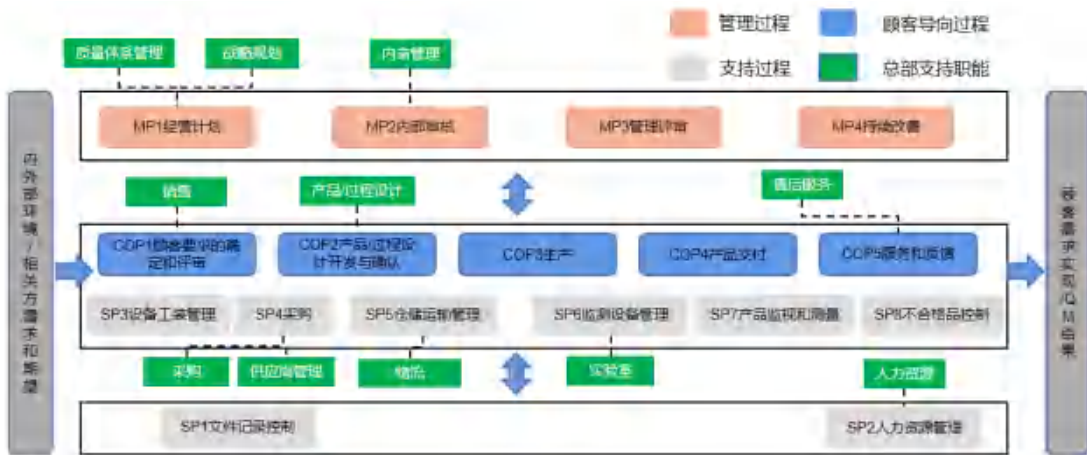 管理过程
顾客导向过程
支持过程
总部支持职能
质量体系管理
战略规划
内审管理
MP1经营计划
MP2内部审核
MP3管理评审
MP4持续改善
内外部环境/相关方需求和期望
销售
产品/过程设计
售后服务
COP1顾客要求的确
定和评审
COP2产品/过程设
计开发与确认
COP3生产
COP4产品交付
COP5服务和反馈
SP3设备工装管理
SP4采购
SP5仓储运输管理
SP6监测设备管理
SP7产品监视和测量
SP8不合格品控制
采购
供应商管理
物流
实验室
人力资源
SP1文件记录控制
SP2人力资源管理
客需求实现
结果